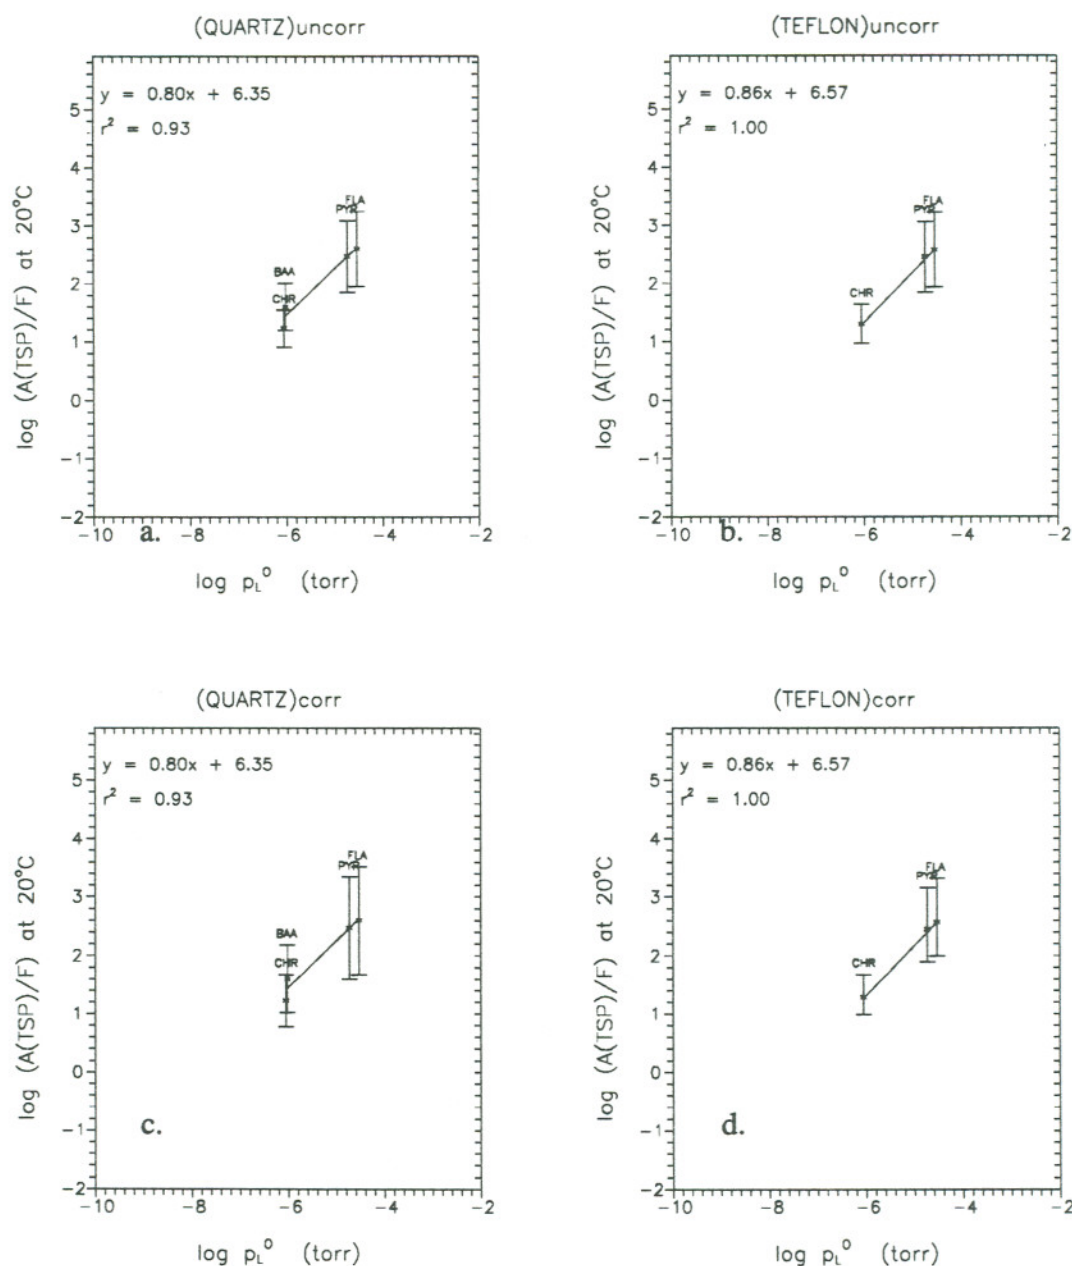 (QUARTZ)uncorr
y = 0.80x + 6.35
r² = 0.93
FLA
PYR
BAA
CHR
5
4
3
2
1
0
−1
−2
−10 −8 −6 −4 −2
a.
log (A(TSP)/F) at 20°C
log p_L^o (torr)
(TEFLON)uncorr
y = 0.86x + 6.57
r² = 1.00
FLA
PYR
CHR
5
4
3
2
1
0
−1
−2
−10 −8 −6 −4 −2
b.
log (A(TSP)/F) at 20°C
log p_L^o (torr)
(QUARTZ)corr
y = 0.80x + 6.35
r² = 0.93
FLA
PYR
BAA
CHR
5
4
3
2
1
0
−1
−2
c.
−10 −8 −6 −4 −2
log (A(TSP)/F) at 20°C
log p_L^o (torr)
(TEFLON)corr
y = 0.86x + 6.57
r² = 1.00
FLA
PYR
CHR
5
4
3
2
1
0
−1
−2
d.
−10 −8 −6 −4 −2
log (A(TSP)/F) at 20°C
log p_L^o (torr)